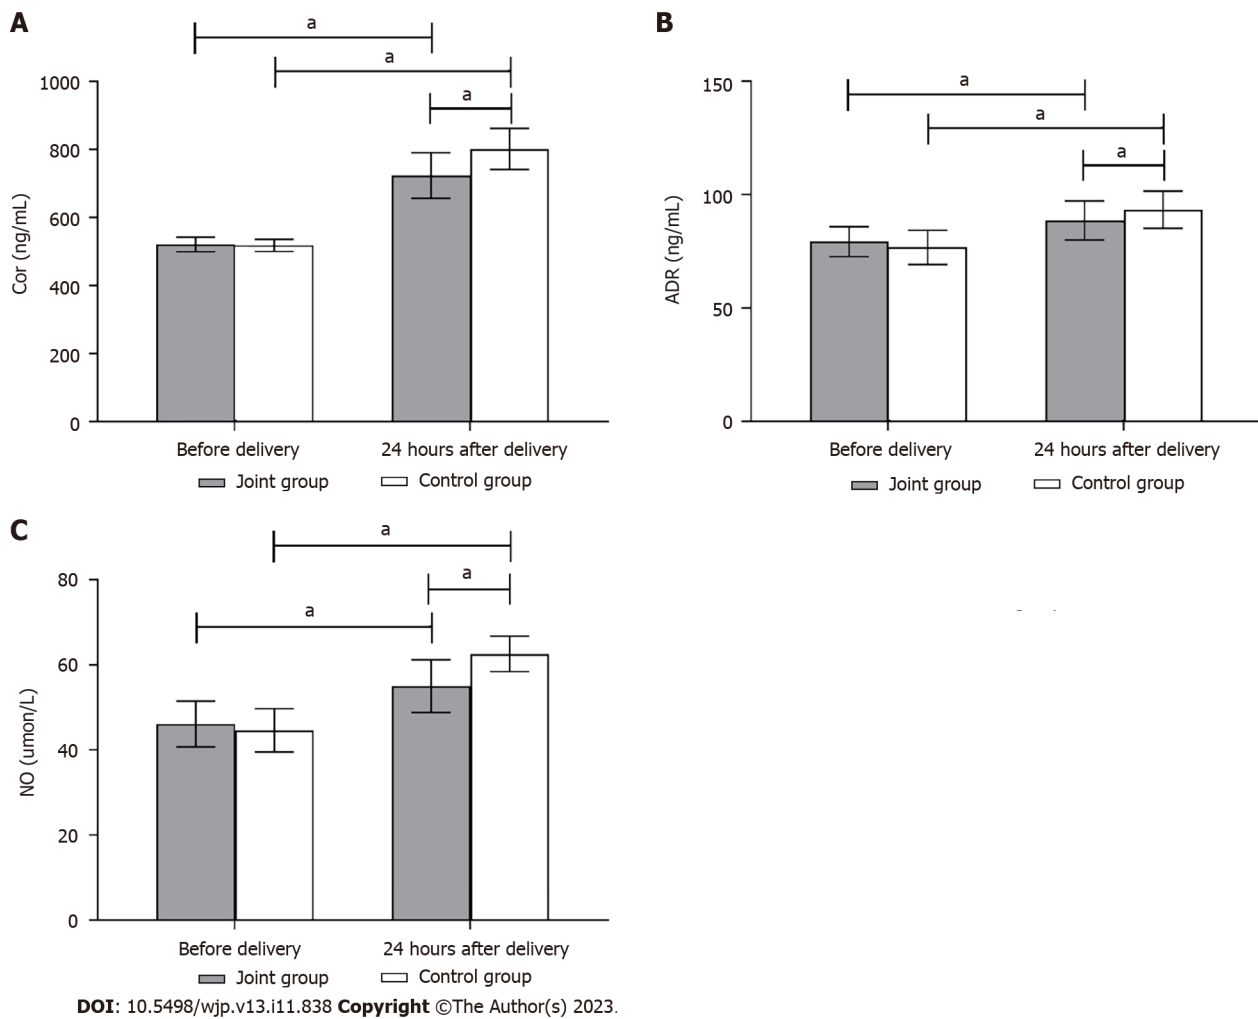 A
a
a
a
1000
800
600
400
200
0
Cor (ng/mL)
Before delivery
24 hours after delivery
Joint group
Control group
B
a
a
a
150
100
50
0
ADR (ng/mL)
Before delivery
24 hours after delivery
Joint group
Control group
C
a
a
a
80
60
40
20
0
NO (umon/L)
Before delivery
24 hours after delivery
Joint group
Control group
DOI: 10.5498/wjp.v13.i11.838 Copyright ©The Author(s) 2023.